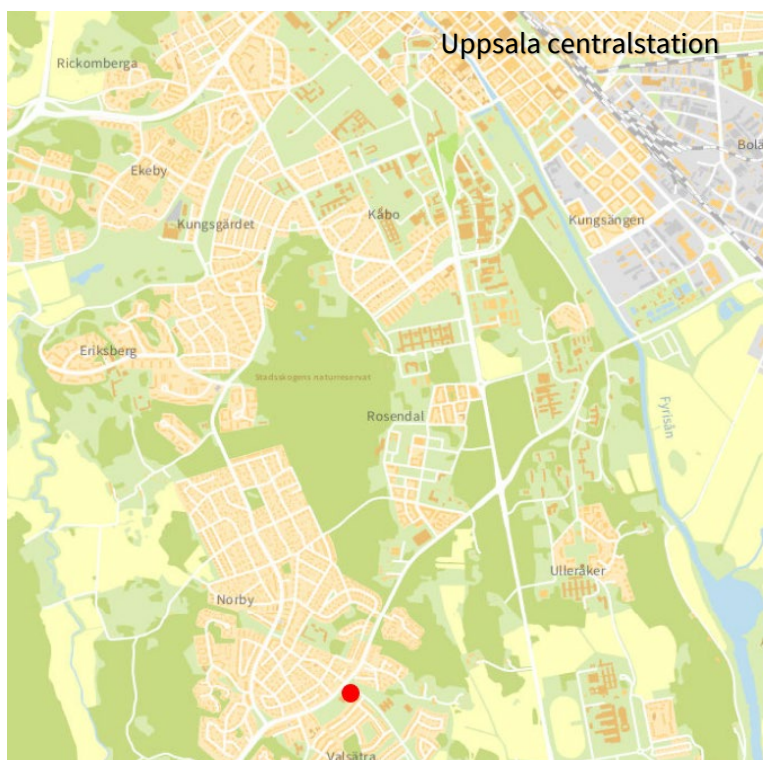 Uppsala centralstation
Rickomberga
Bolä
Ekeby
Kåbo
Kungsgärdet
Kungsängen
Eriksberg
Stadsskogens naturreservat
Rosendal
Fyrisån
Ulleråker
Norby
Valsätra